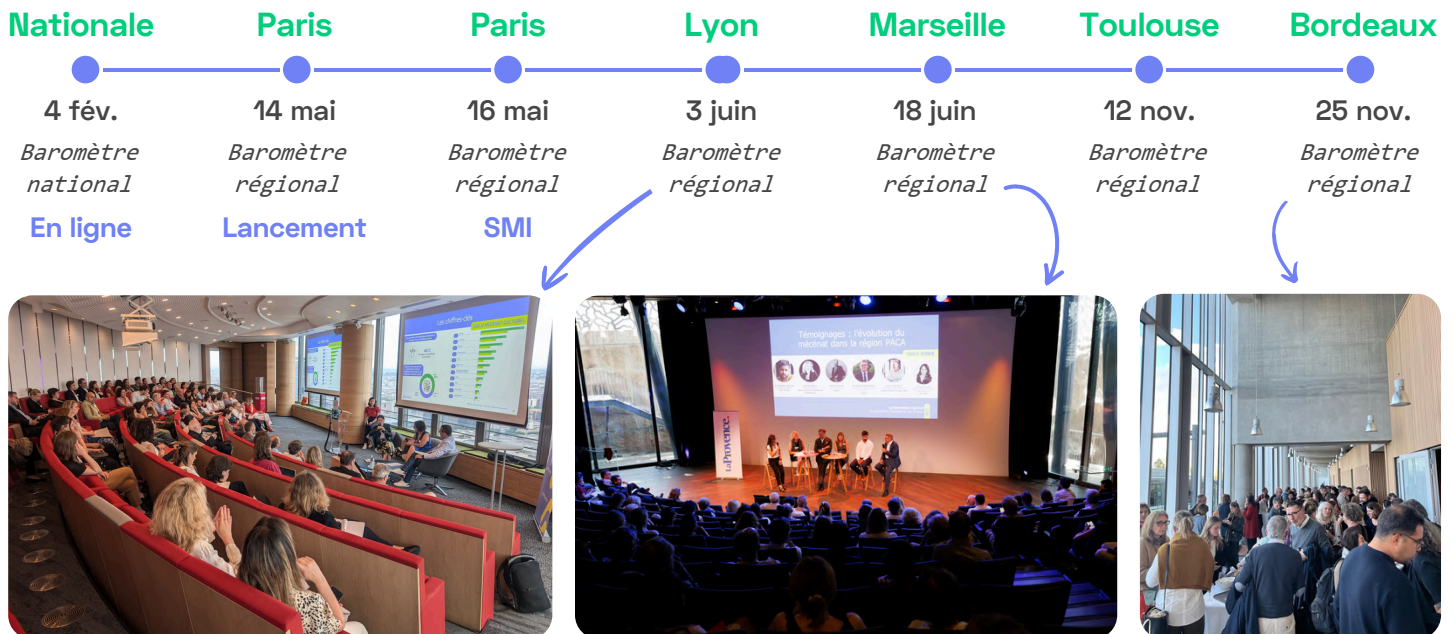 Nationale Paris Paris Lyon Marseille Toulouse Bordeaux
4 fév. 14 mai 16 mai 3 juin 18 juin 12 nov. 25 nov.
Baromètre Baromètre Baromètre Baromètre Baromètre Baromètre Baromètre
national régional régional régional régional régional régional
En ligne Lancement SMI
Les chiffres-clés
Témoignages : l'évolution du
mécénat dans la région PACA
LaProvence.